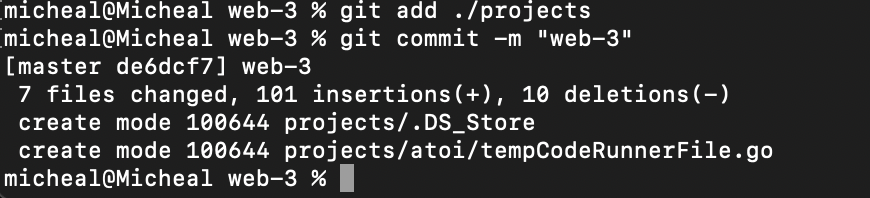 micheal@Micheal web-3 % git add ./projects
micheal@Micheal web-3 % git commit -m "web-3"
[master de6dcf7] web-3
 7 files changed, 101 insertions(+), 10 deletions(-)
 create mode 100644 projects/.DS_Store
 create mode 100644 projects/atoi/tempCodeRunnerFile.go
micheal@Micheal web-3 %